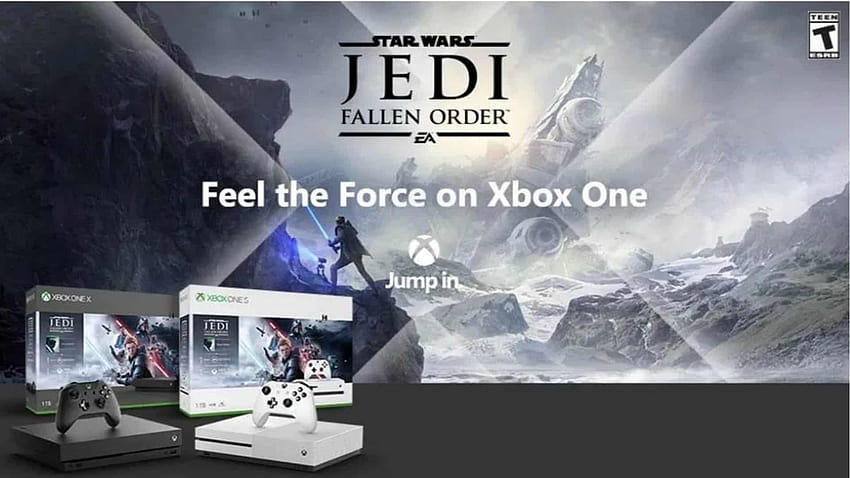 TEEN
T
ESRB
STAR WARS
JEDI
FALLEN ORDER™
EA
Feel the Force on Xbox One
Jump in.
XBOX ONE X
XBOX ONE S
JEDI
JEDI
1TB
1TB